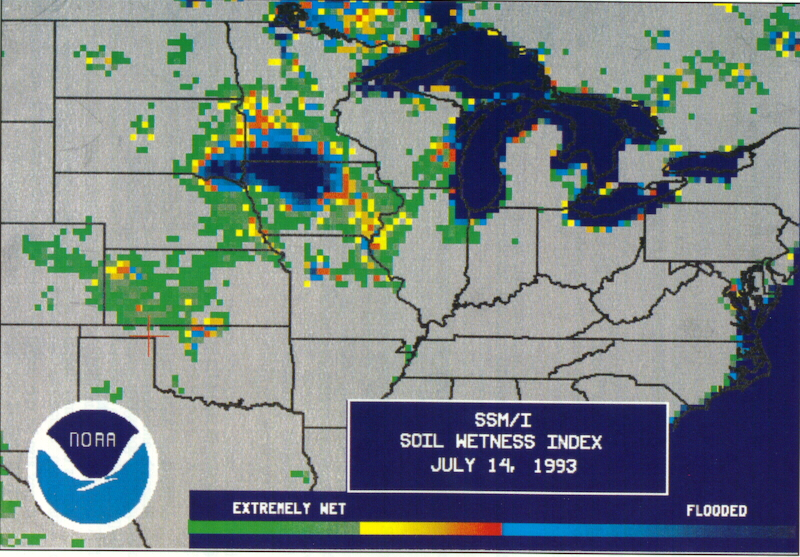 SSM/I
SOIL WETNESS INDEX
JULY 14, 1993
NOAA
EXTREMELY WET
FLOODED